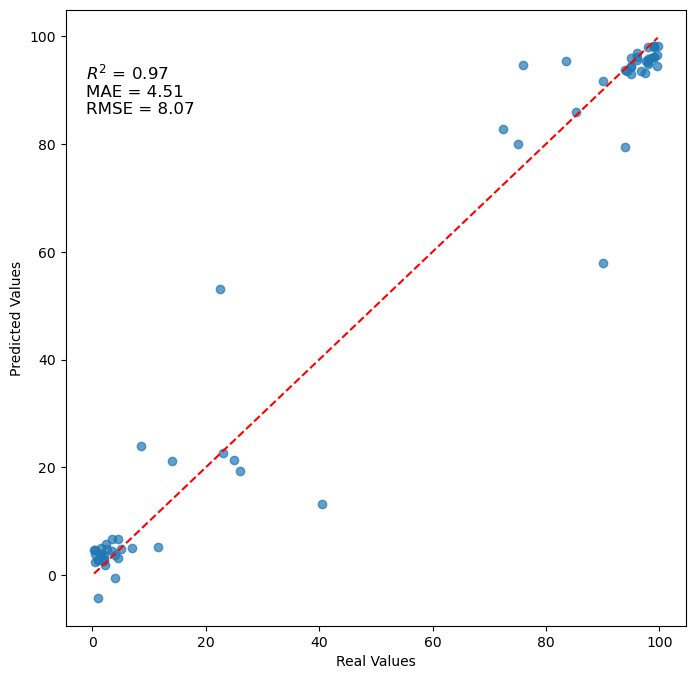 R² = 0.97
MAE = 4.51
RMSE = 8.07
100
80
60
40
20
0
Predicted Values
0 20 40 60 80 100
Real Values